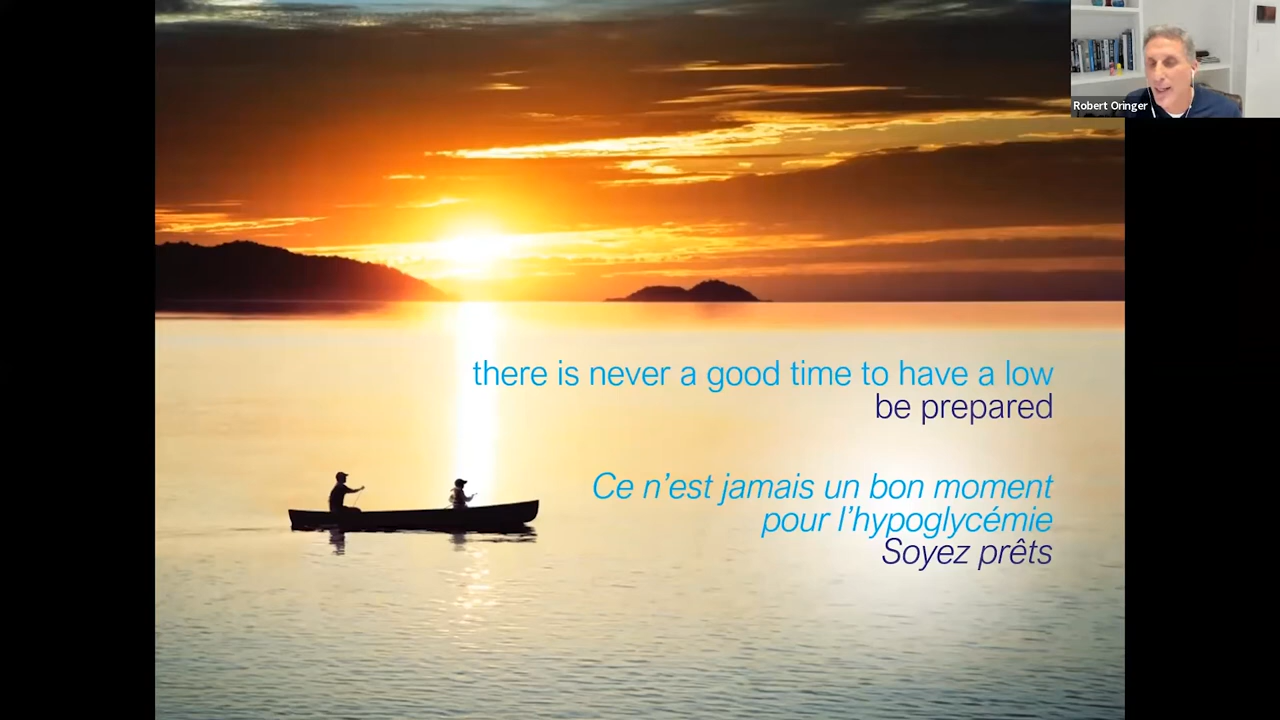 Robert Oringer
there is never a good time to have a low
be prepared
Ce n’est jamais un bon moment
pour l’hypoglycémie
Soyez prêts